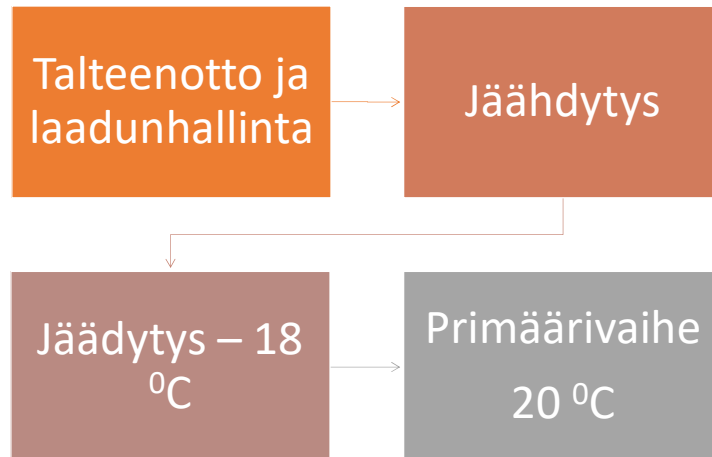 Talteenotto ja
laadunhallinta
Jäähdytys
Jäädytys – 18
⁰C
Primäärivaihe
20 ⁰C